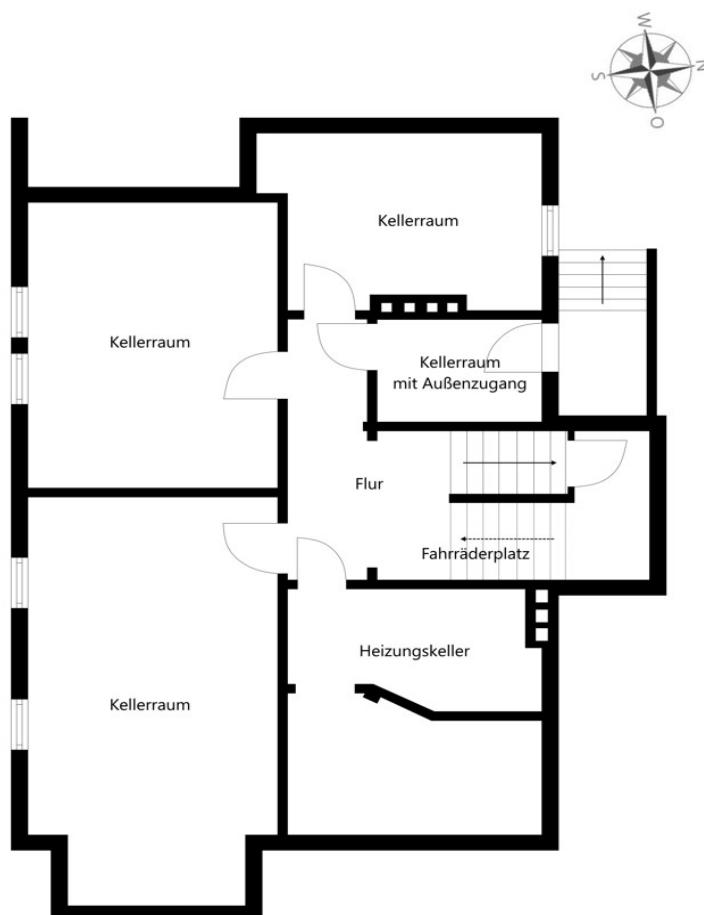 W
N
S
O
Kellerraum
Kellerraum
Kellerraum
mit Außenzugang
Flur
Fahrräderplatz
Heizungskeller
Kellerraum